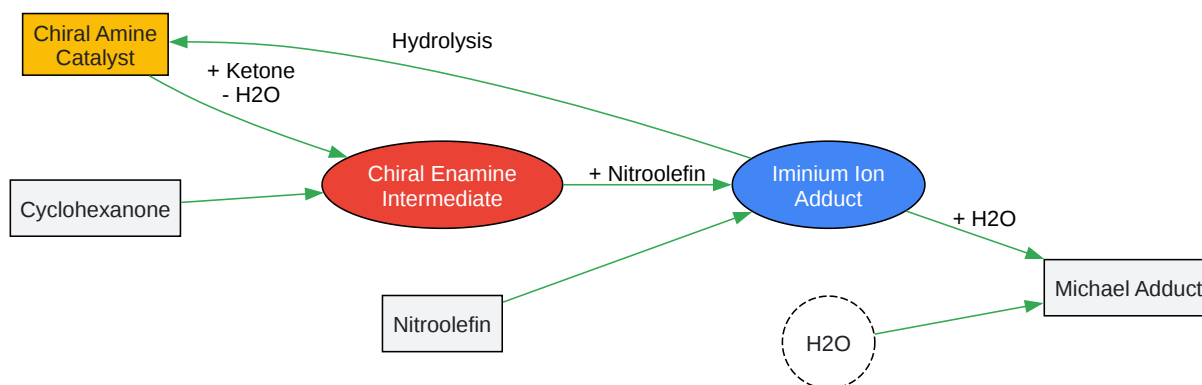 Chiral Amine
Catalyst
Hydrolysis
+ Ketone
- H2O
Chiral Enamine
Intermediate
+ Nitroolefin
Iminium Ion
Adduct
Cyclohexanone
+ H2O
Michael Adduct
Nitroolefin
H2O